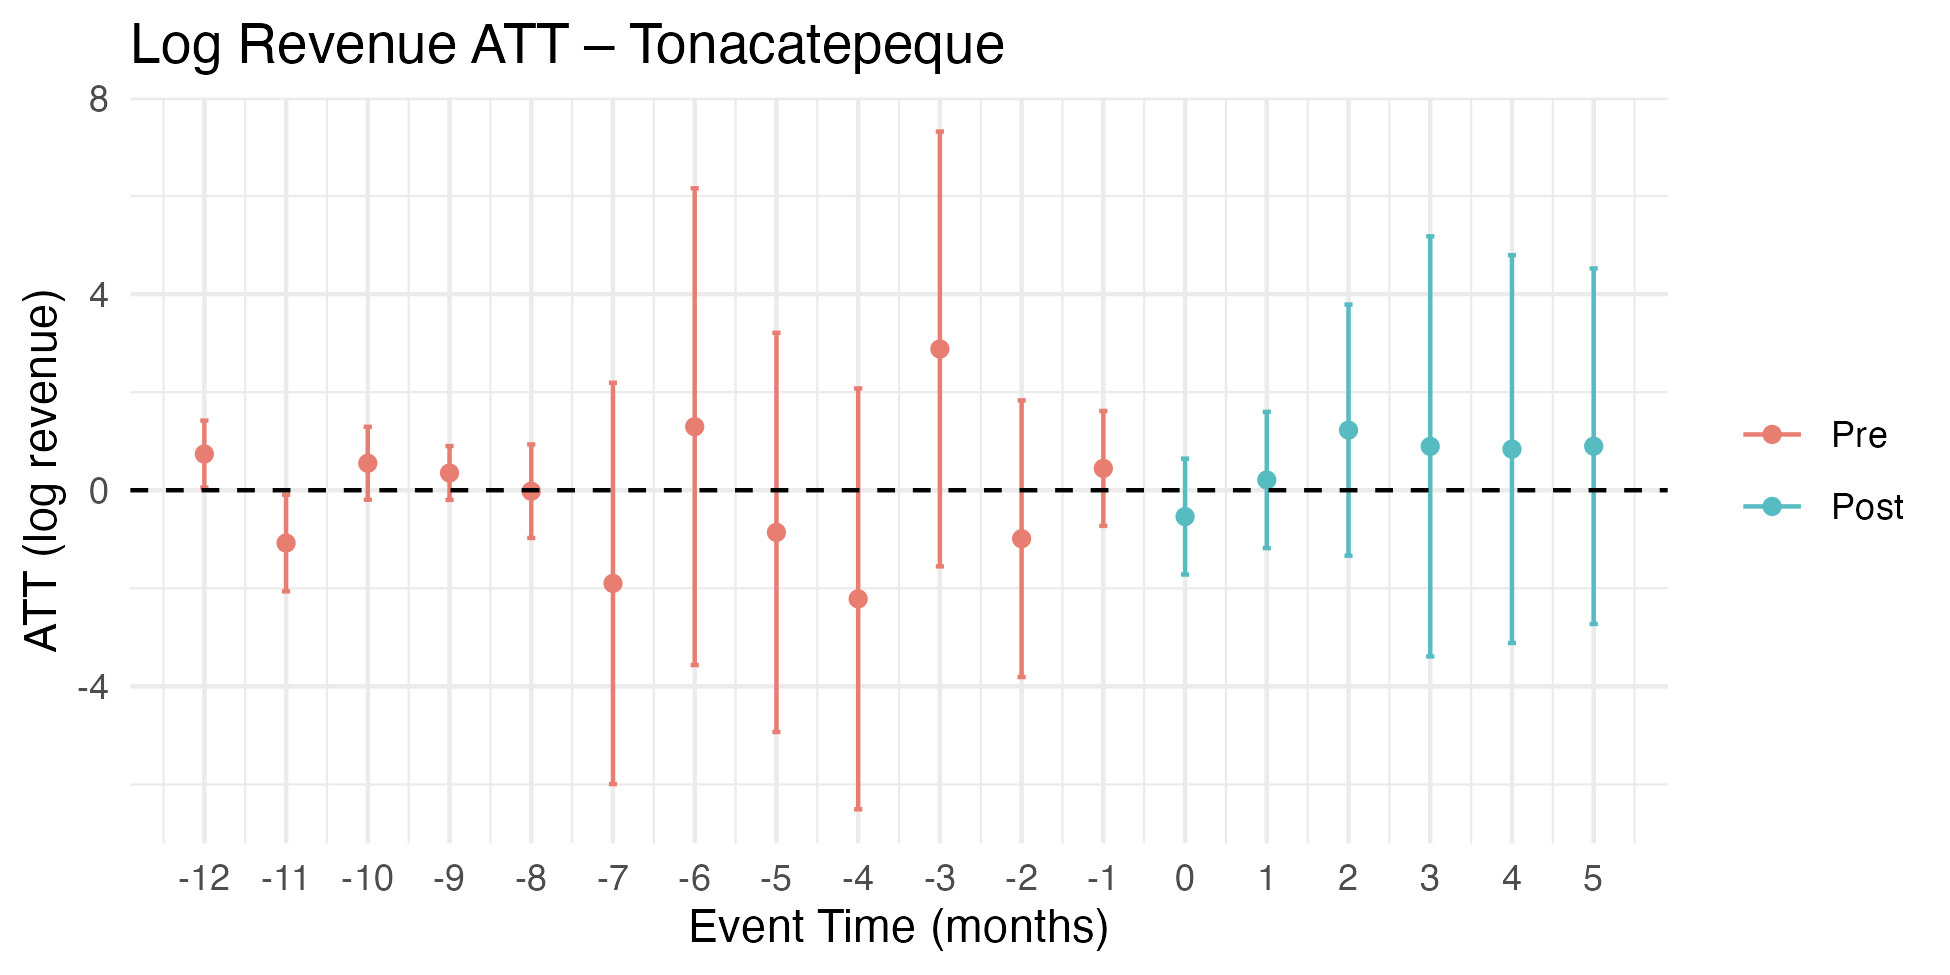 Log Revenue ATT – Tonacatepeque
8
4
0
-4
ATT (log revenue)
-12 -11 -10 -9 -8 -7 -6 -5 -4 -3 -2 -1 0 1 2 3 4 5
Event Time (months)
Pre
Post